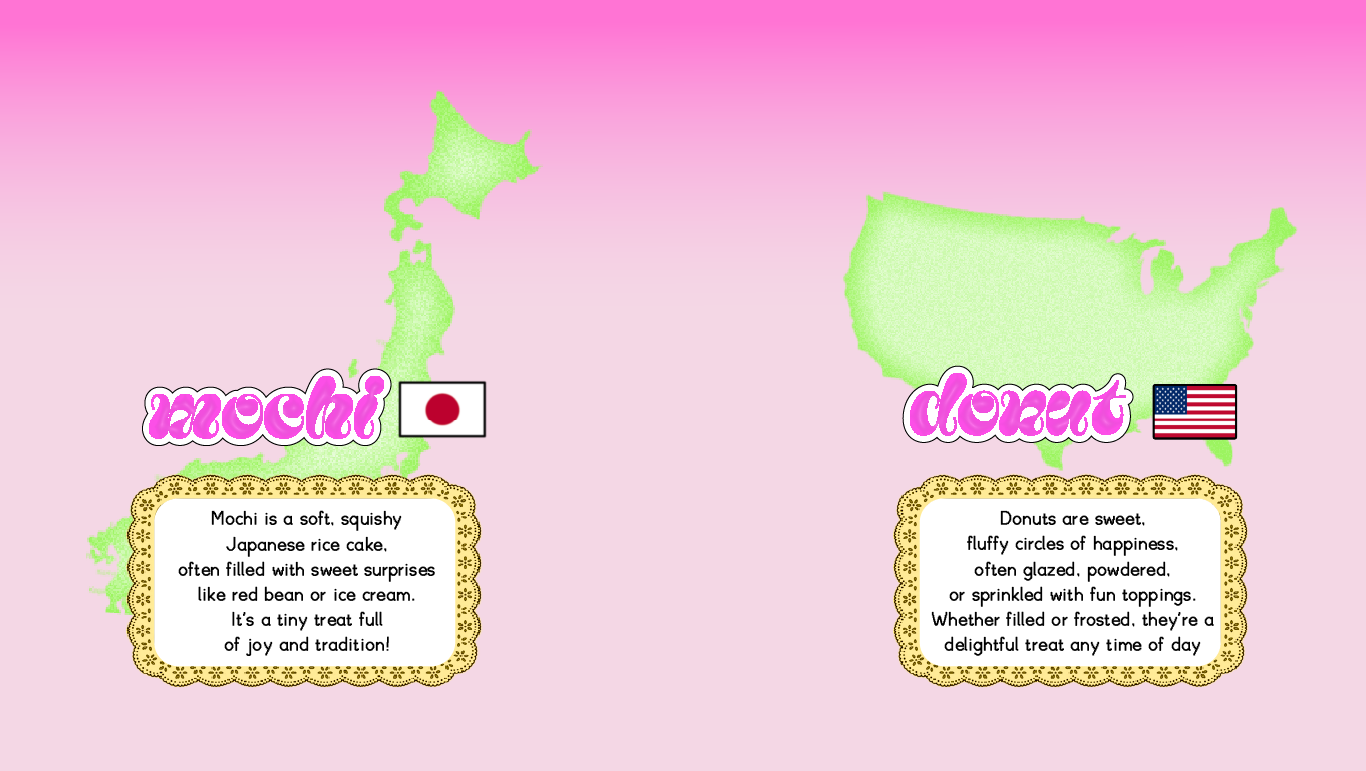 mochi
Mochi is a soft, squishy
Japanese rice cake,
often filled with sweet surprises
like red bean or ice cream.
It's a tiny treat full
of joy and tradition!
donut
Donuts are sweet,
fluffy circles of happiness,
often glazed, powdered,
or sprinkled with fun toppings.
Whether filled or frosted, they're a
delightful treat any time of day